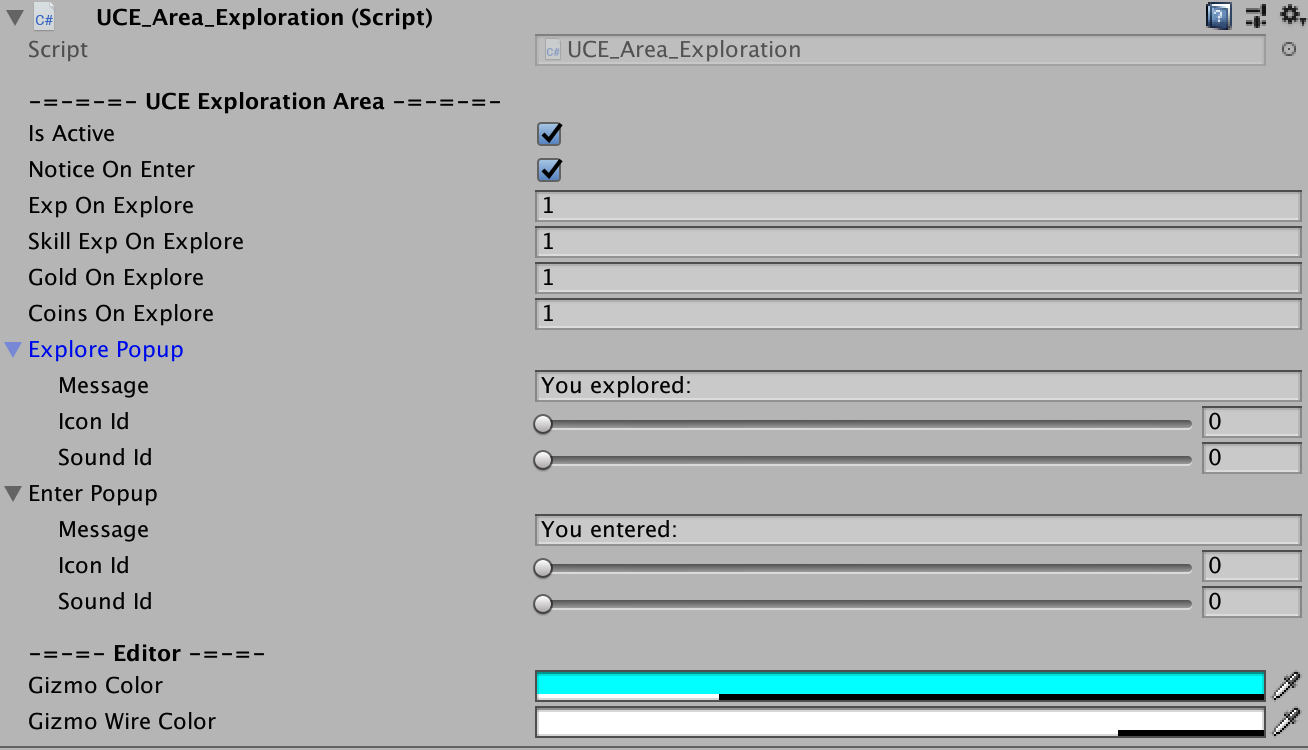 C# UCE_Area_Exploration (Script) ?
Script C# UCE_Area_Exploration
-=-=-=- UCE Exploration Area -=-=-=-
Is Active
Notice On Enter
Exp On Explore 1
Skill Exp On Explore 1
Gold On Explore 1
Coins On Explore 1
Explore Popup
Message You explored:
Icon Id 0
Sound Id 0
Enter Popup
Message You entered:
Icon Id 0
Sound Id 0
-=-=- Editor -=-=-
Gizmo Color
Gizmo Wire Color